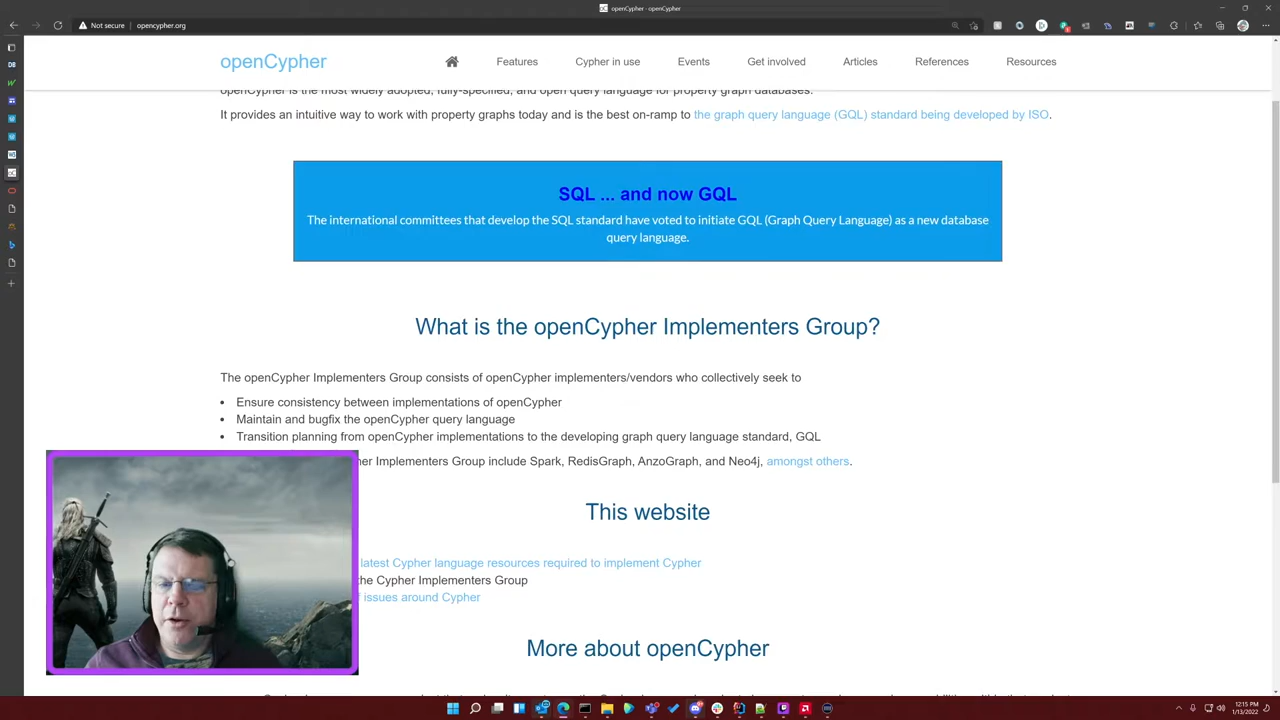 openCypher - openCypher
Not secure
opencypher.org
openCypher
Features
Cypher in use
Events
Get involved
Articles
References
Resources
openCypher is the most widely adopted, fully-specified, and open query language for property graph databases.
It provides an intuitive way to work with property graphs today and is the best on-ramp to the graph query language (GQL) standard being developed by ISO.
SQL ... and now GQL
The international committees that develop the SQL standard have voted to initiate GQL (Graph Query Language) as a new database
query language.
What is the openCypher Implementers Group?
The openCypher Implementers Group consists of openCypher implementers/vendors who collectively seek to
• Ensure consistency between implementations of openCypher
• Maintain and bugfix the openCypher query language
• Transition planning from openCypher implementations to the developing graph query language standard, GQL
Implementers Group include Spark, RedisGraph, AnzoGraph, and Neo4j, amongst others.
This website
latest Cypher language resources required to implement Cypher
the Cypher Implementers Group
issues around Cypher
More about openCypher
12:15 PM
1/13/2022